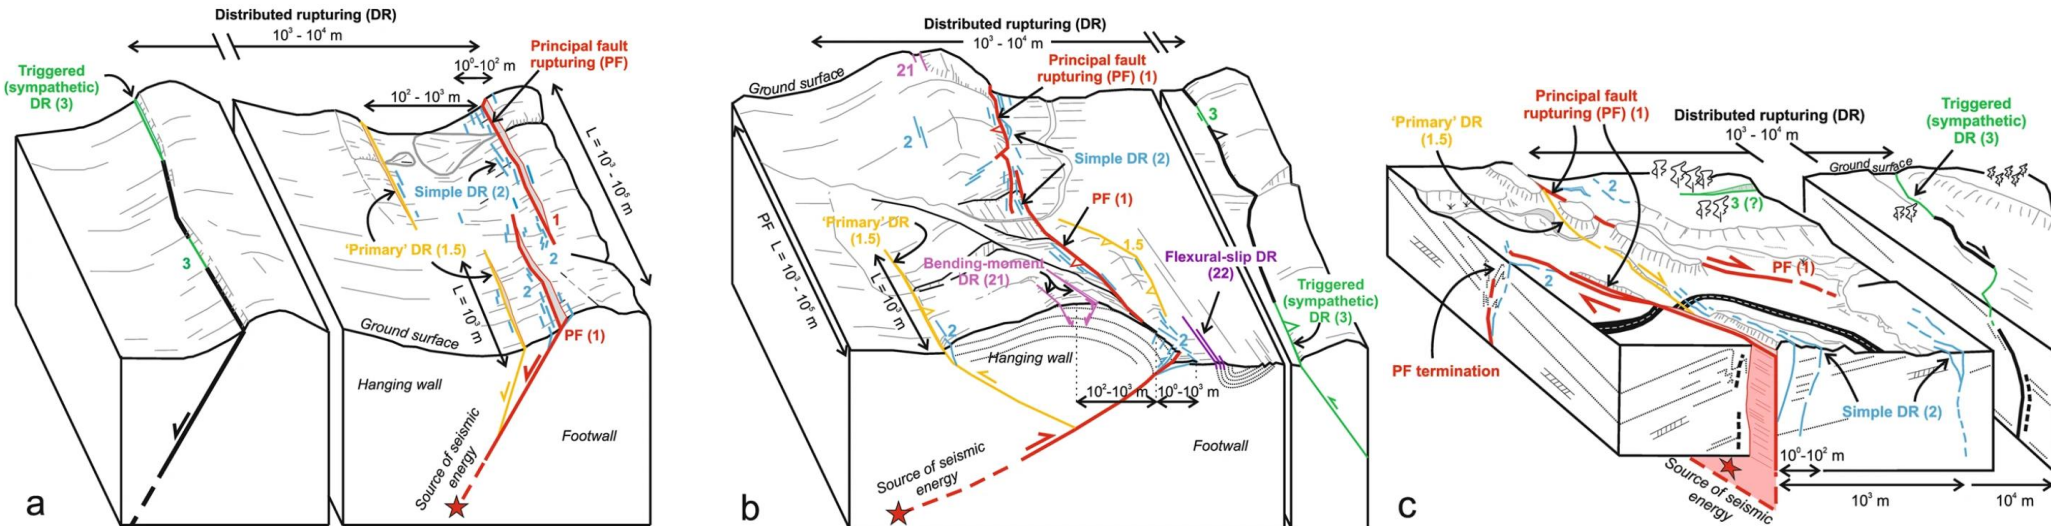 Distributed rupturing (DR)
10³ - 10⁴ m
Triggered
(sympathetic)
DR (3)
10⁰-10² m
Principal fault
rupturing (PF)
10² - 10³ m
L = 10³ - 10⁵ m
Simple DR (2)
1
2
2
3
'Primary' DR (1.5)
L = 10³ m
Ground surface
PF (1)
Hanging wall
Footwall
Source of seismic
energy
a
Distributed rupturing (DR)
10³ - 10⁴ m
Ground surface
21
Principal fault
rupturing (PF) (1)
3
2
Simple DR (2)
PF (1)
PF L = 10³ - 10⁵ m
'Primary' DR
(1.5)
1.5
L = 10³ m
Bending-moment
DR (21)
Flexural-slip DR
(22)
Triggered
(sympathetic)
DR (3)
2
2
Hanging wall
10²-10³ m
10⁰-10³ m
Footwall
Source of seismic
energy
b
Principal fault
rupturing (PF) (1)
'Primary' DR
(1.5)
Distributed rupturing (DR)
10³ - 10⁴ m
Triggered
(sympathetic)
DR (3)
Ground surface
2
3 (?)
2
PF (1)
PF termination
Simple DR (2)
10⁰-10² m
Source of seismic
energy
10³ m
10⁴ m
c